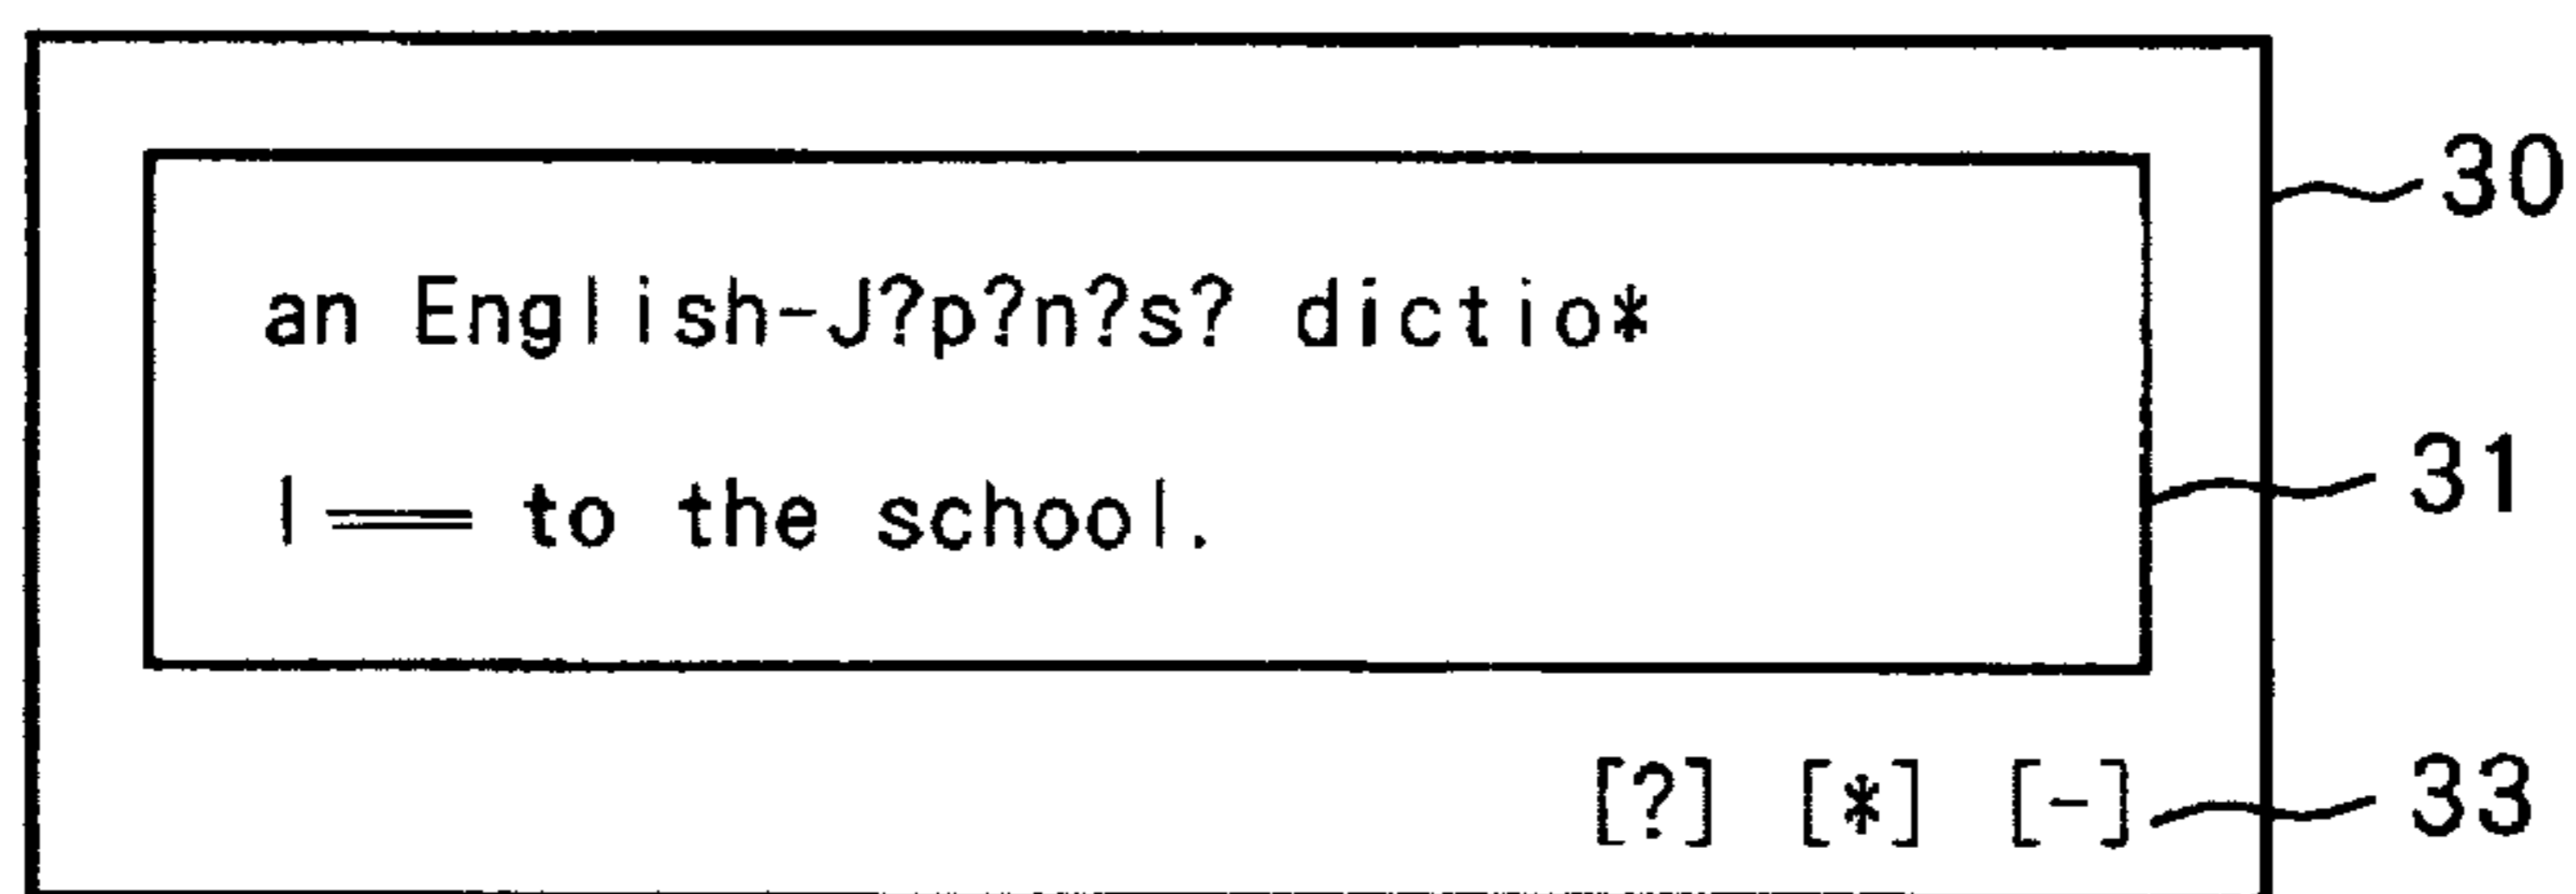 30
an English-J?p?n?s? dictio*
I == to the school.
31
[?] [*] [-]
33